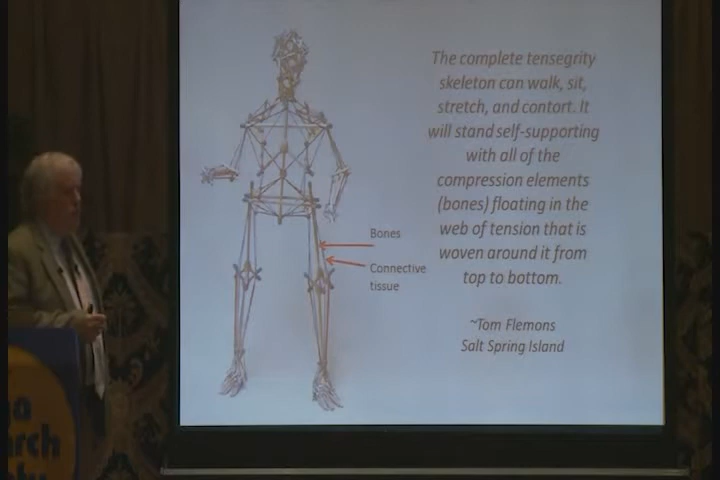 The complete tensegrity
skeleton can walk, sit,
stretch, and contort. It
will stand self-supporting
with all of the
compression elements
(bones) floating in the
web of tension that is
woven around it from
top to bottom.
~Tom Flemons
Salt Spring Island
Bones
Connective
tissue